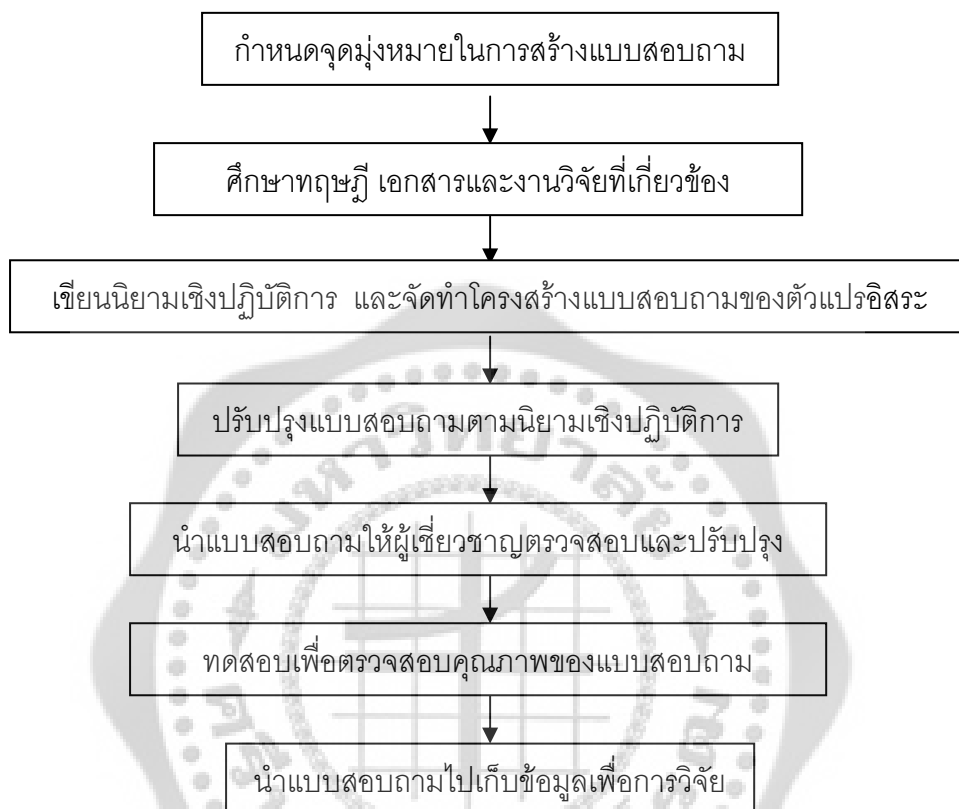 กำหนดจุดมุ่งหมายในการสร้างแบบสอบถาม
ศึกษาทฤษฎี เอกสารและงานวิจัยที่เกี่ยวข้อง
เขียนนิยามเชิงปฏิบัติการ และจัดทำโครงสร้างแบบสอบถามของตัวแปรอิสระ
ปรับปรุงแบบสอบถามตามนิยามเชิงปฏิบัติการ
นำแบบสอบถามให้ผู้เชี่ยวชาญตรวจสอบและปรับปรุง
ทดสอบเพื่อตรวจสอบคุณภาพของแบบสอบถาม
นำแบบสอบถามไปเก็บข้อมูลเพื่อการวิจัย